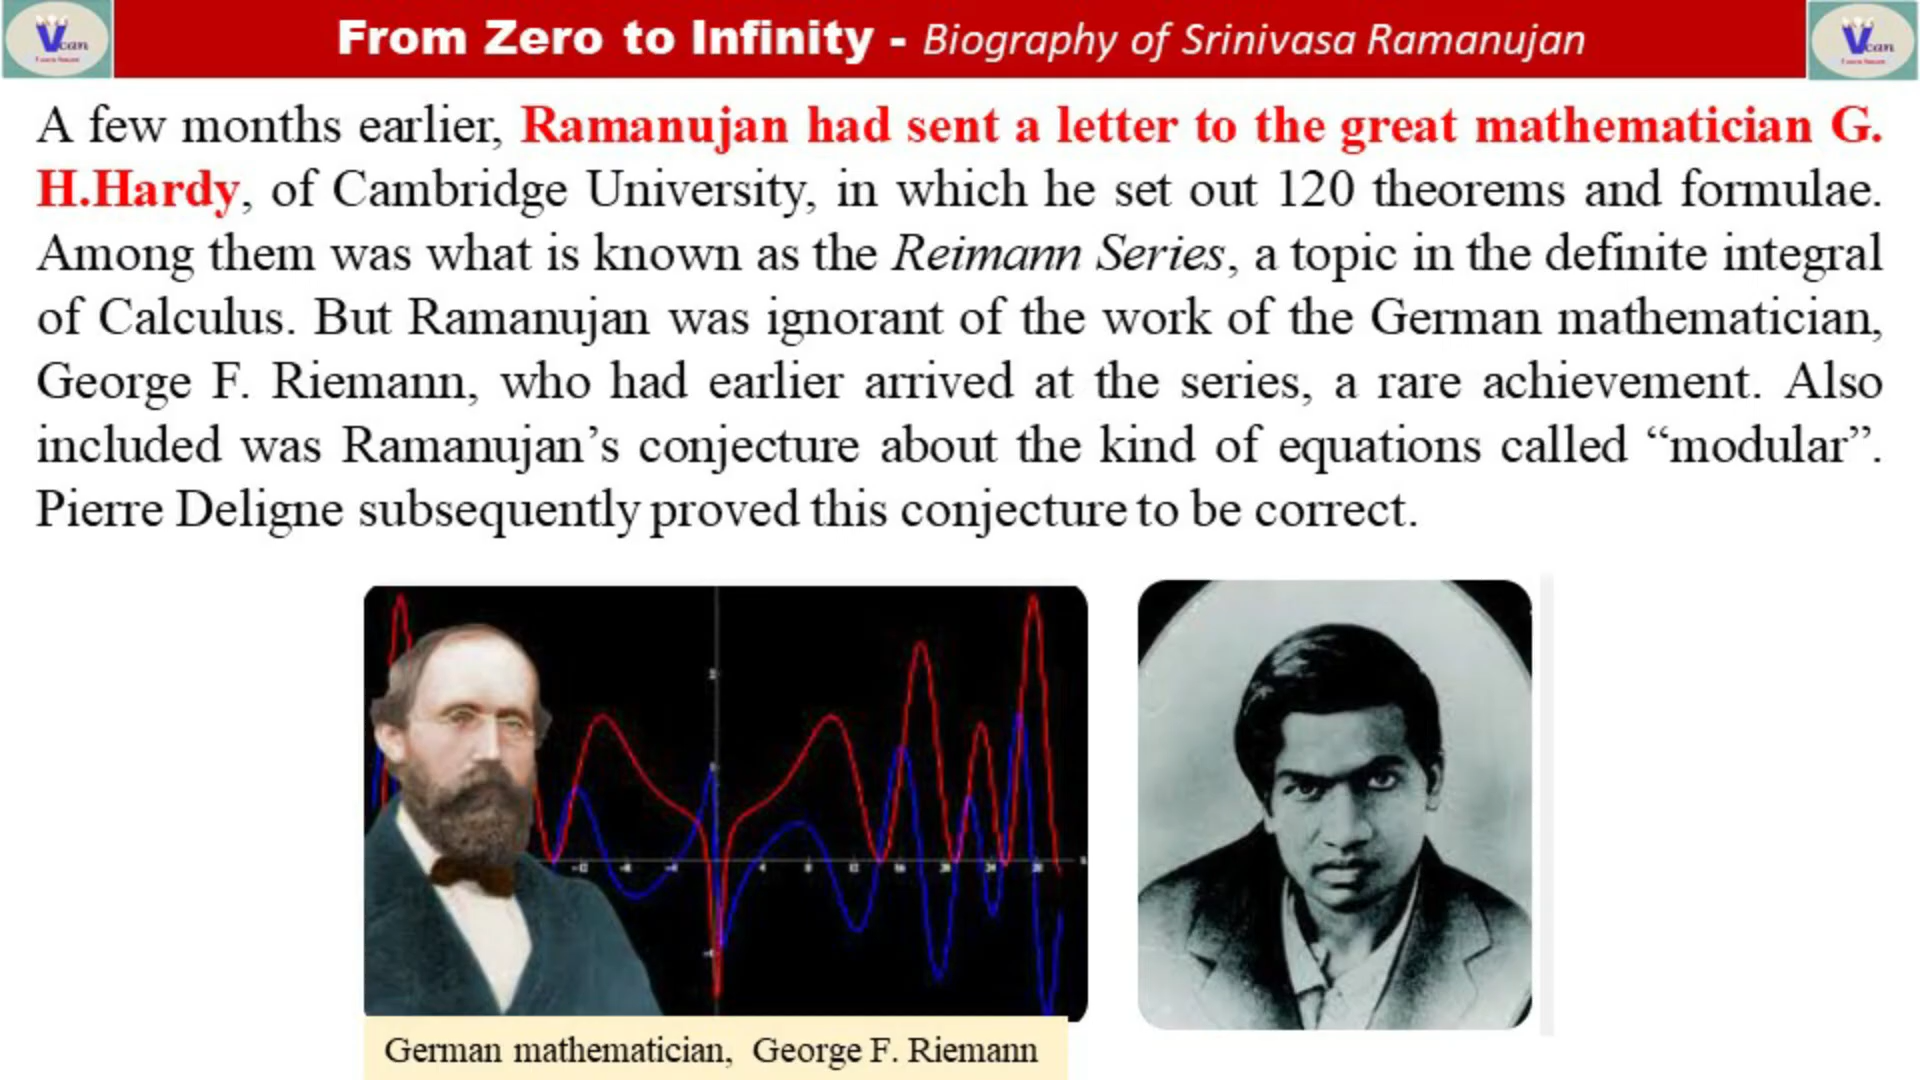 Vcan
From Zero to Infinity - Biography of Srinivasa Ramanujan
Vcan
A few months earlier, Ramanujan had sent a letter to the great mathematician G.
H.Hardy, of Cambridge University, in which he set out 120 theorems and formulae.
Among them was what is known as the Reimann Series, a topic in the definite integral
of Calculus. But Ramanujan was ignorant of the work of the German mathematician,
George F. Riemann, who had earlier arrived at the series, a rare achievement. Also
included was Ramanujan’s conjecture about the kind of equations called “modular”.
Pierre Deligne subsequently proved this conjecture to be correct.
German mathematician, George F. Riemann